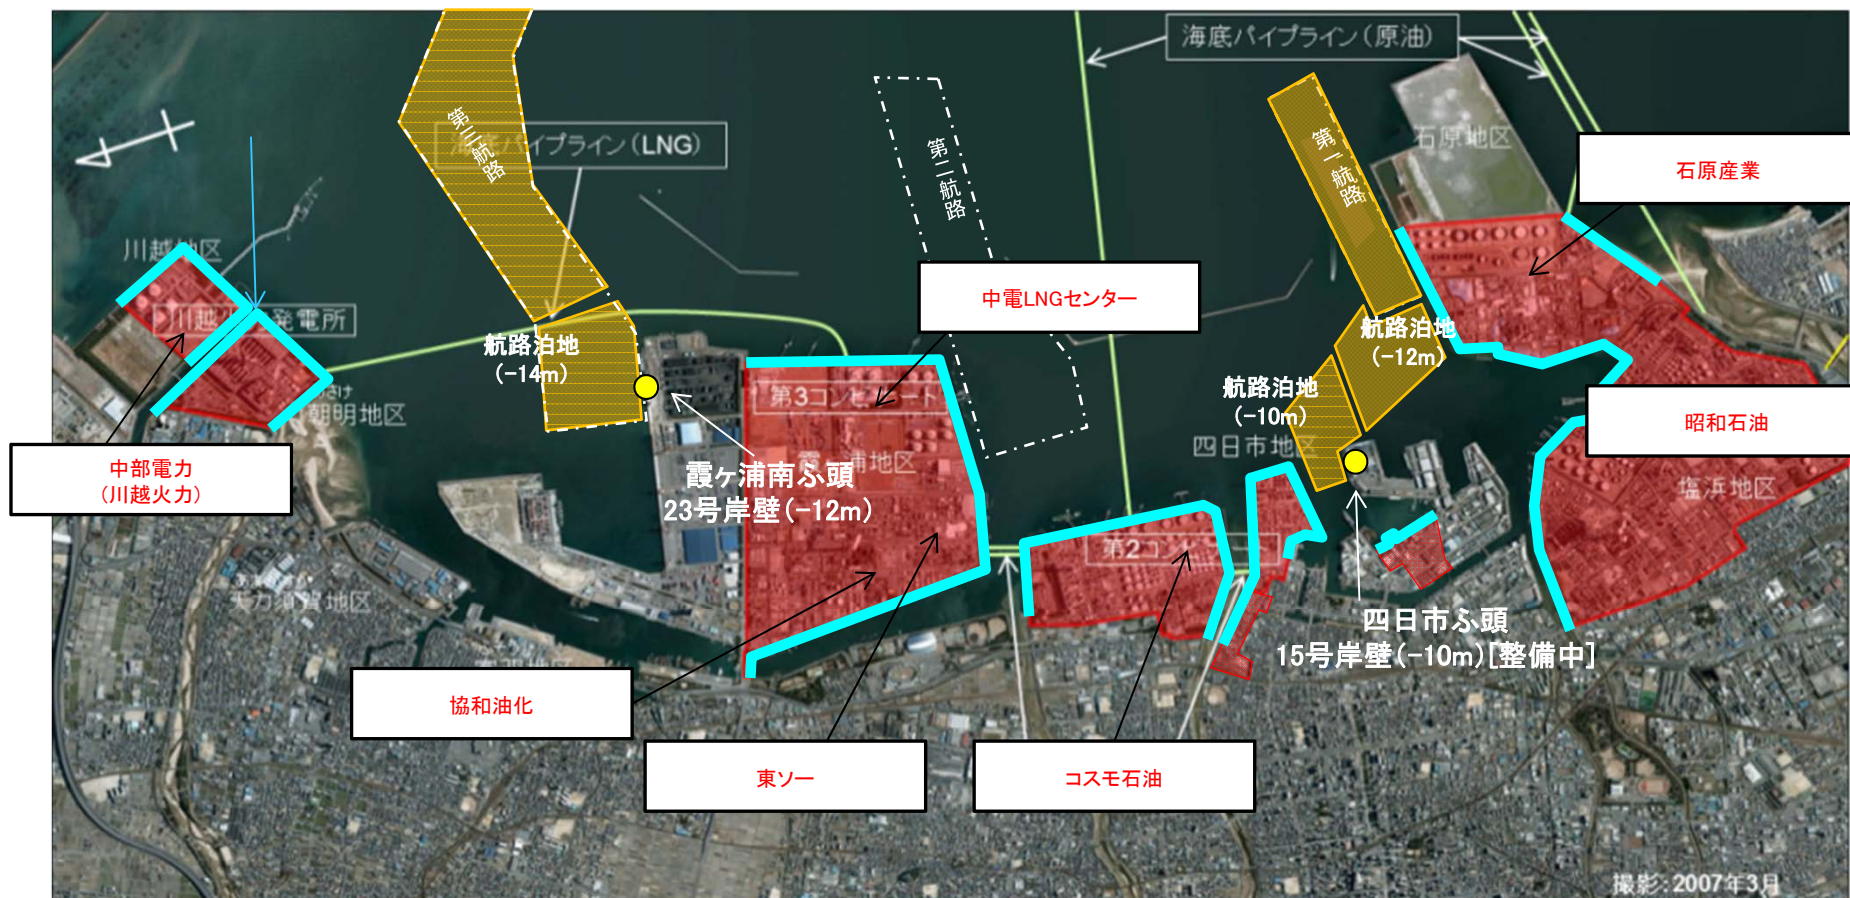 海底パイプライン（原油）
第三航路
海底パイプライン（LNG）
第二航路
第一航路
石原地区
石原産業
川越地区
中電LNGセンター
川越火力発電所
航路泊地
（-14m）
航路泊地
（-12m）
航路泊地
（-10m）
第3コンビナート
朝明地区
四日市地区
昭和石油
中部電力
（川越火力）
霞ヶ浦地区
霞ヶ浦南ふ頭
23号岸壁（-12m）
塩浜地区
第2コンビナート
天力須賀地区
四日市ふ頭
15号岸壁（-10m）[整備中]
協和油化
東ソー
コスモ石油
撮影：2007年3月